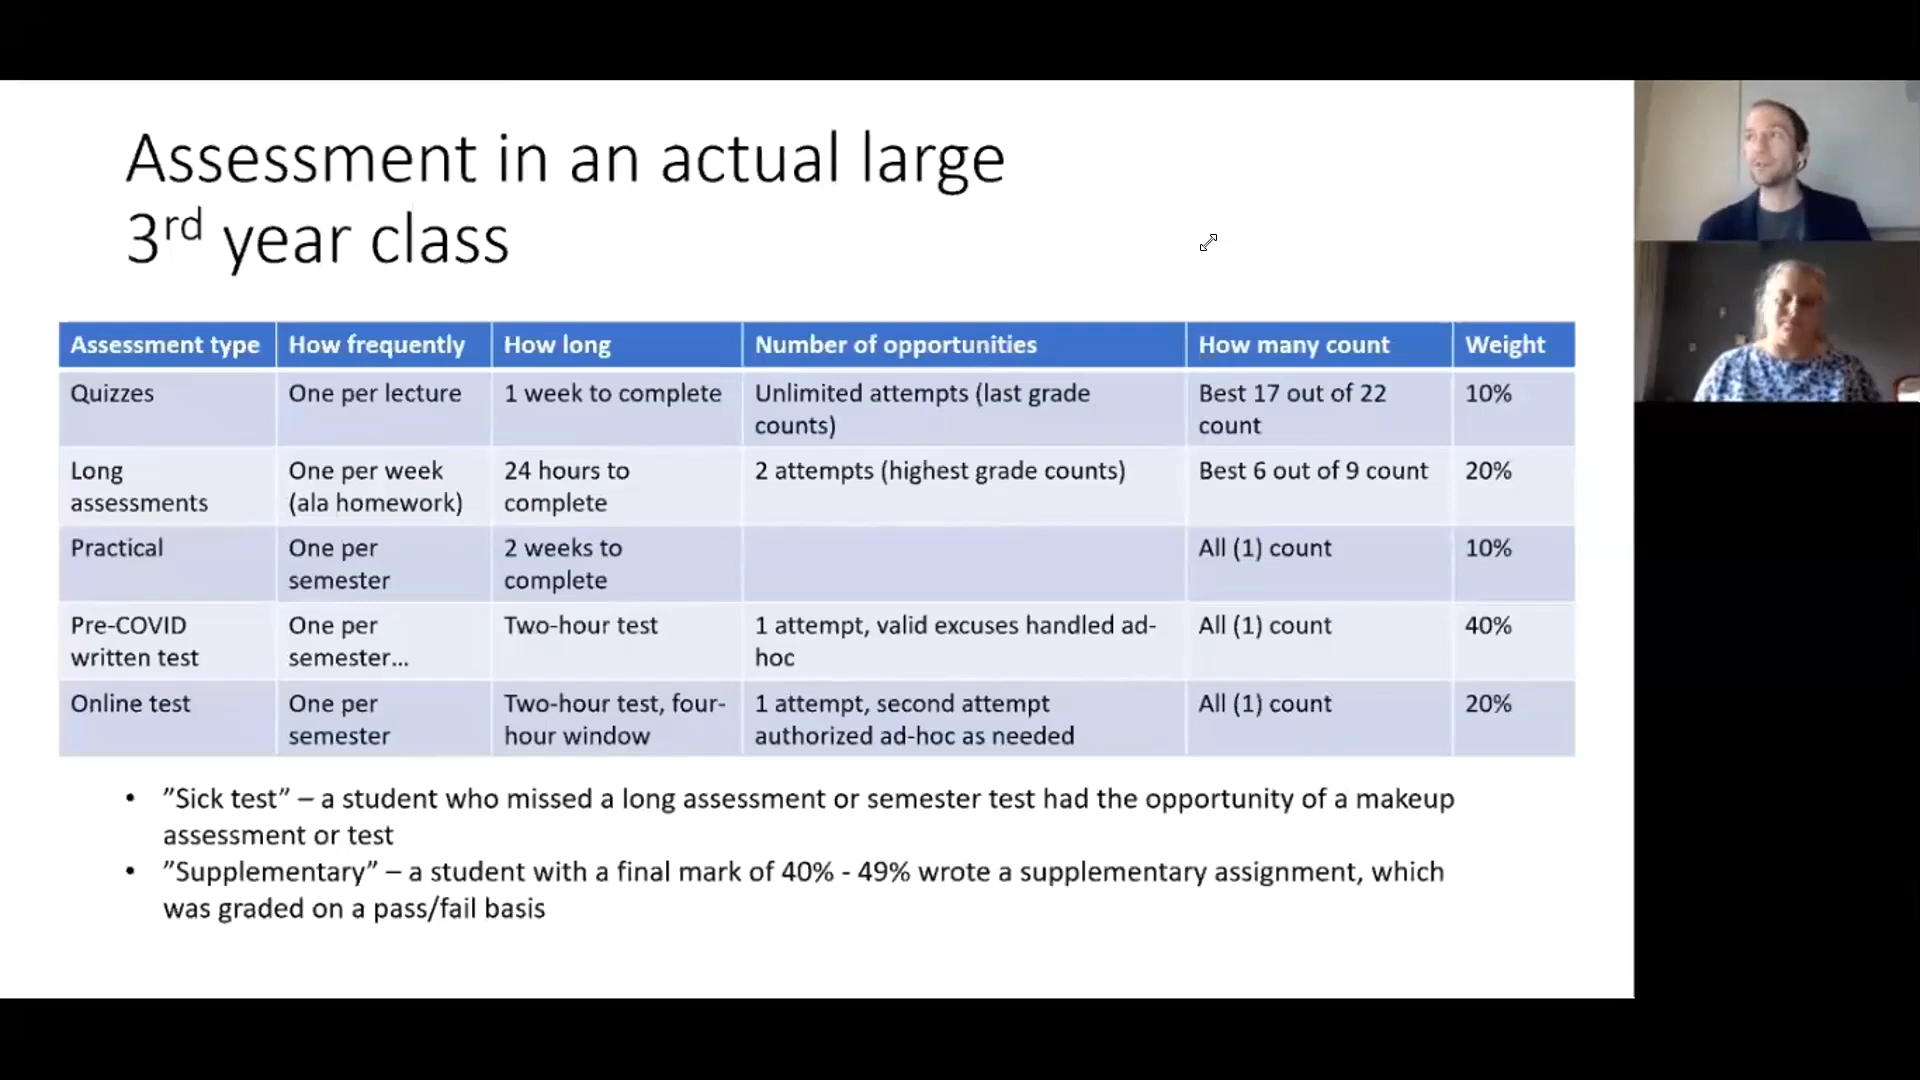 Assessment in an actual large
3rd year class
Assessment type How frequently How long Number of opportunities How many count Weight
Quizzes One per lecture 1 week to complete Unlimited attempts (last grade Best 17 out of 22 10%
counts) count
Long One per week 24 hours to 2 attempts (highest grade counts) Best 6 out of 9 count 20%
assessments (ala homework) complete
Practical One per 2 weeks to All (1) count 10%
semester complete
Pre-COVID One per Two-hour test 1 attempt, valid excuses handled ad- All (1) count 40%
written test semester... hoc
Online test One per Two-hour test, four- 1 attempt, second attempt All (1) count 20%
semester hour window authorized ad-hoc as needed
• ”Sick test” – a student who missed a long assessment or semester test had the opportunity of a makeup
assessment or test
• ”Supplementary” – a student with a final mark of 40% - 49% wrote a supplementary assignment, which
was graded on a pass/fail basis